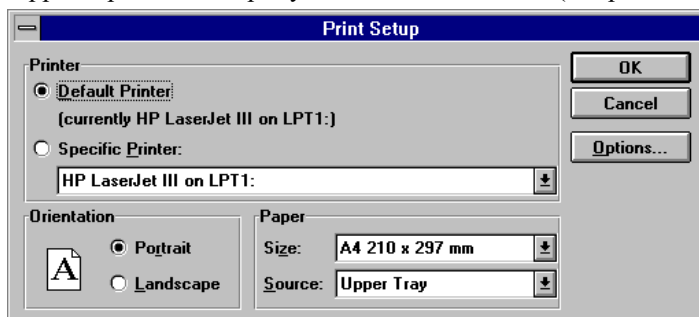 Print Setup
Printer
Default Printer
(currently HP LaserJet III on LPT1:)
Specific Printer:
HP LaserJet III on LPT1:
OK
Cancel
Options...
Orientation
A
Portrait
Landscape
Paper
Size: A4 210 x 297 mm
Source: Upper Tray